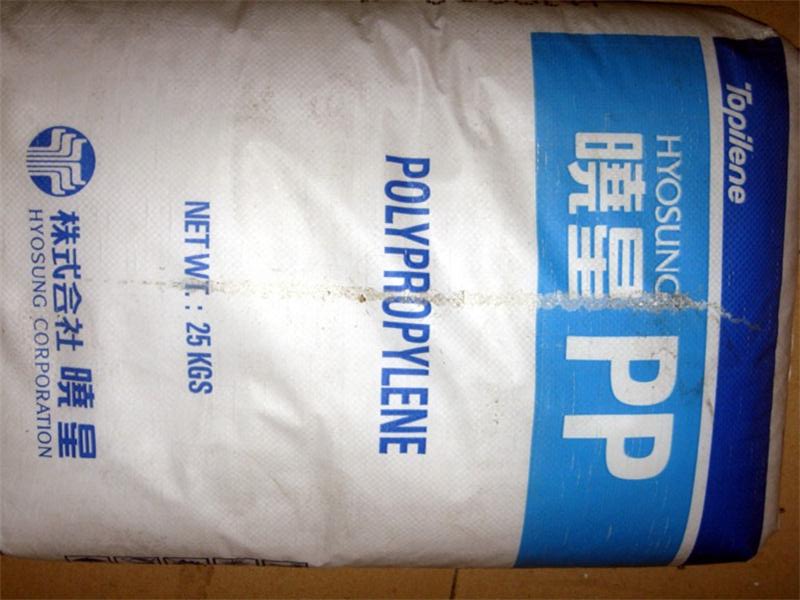 Topilene
HYOSUNG
曉星 PP
POLYPROPYLENE
NET WT. : 25 KGS
株式会社 曉星
HYOSUNG CORPORATION